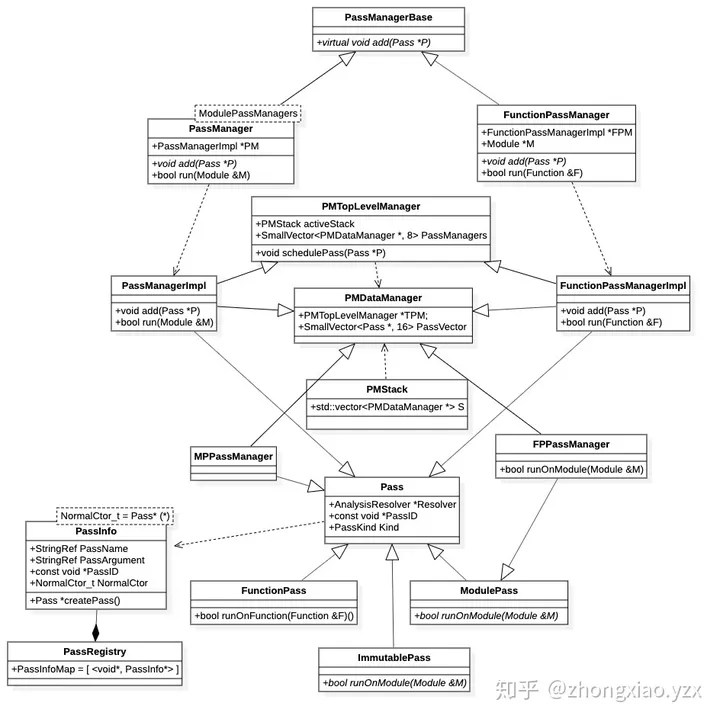 PassManagerBase
+virtual void add(Pass *P)
ModulePassManagers
PassManager
+PassManagerImpl *PM
+void add(Pass *P)
+bool run(Module &M)
FunctionPassManager
+FunctionPassManagerImpl *FPM
+Module *M
+void add(Pass *P)
+bool run(Function &F)
PMTopLevelManager
+PMStack activeStack
+SmallVector<PMDataManager *, 8> PassManagers
+void schedulePass(Pass *P)
PassManagerImpl
+void add(Pass *P)
+bool run(Module &M)
PMDataManager
+PMTopLevelManager *TPM;
+SmallVector<Pass *, 16> PassVector
FunctionPassManagerImpl
+void add(Pass *P)
+bool run(Function &F)
PMStack
+std::vector<PMDataManager *> S
MPPassManager
FPPassManager
+bool runOnModule(Module &M)
Pass
+AnalysisResolver *Resolver
+const void *PassID
+PassKind Kind
NormalCtor_t = Pass* (*)
PassInfo
+StringRef PassName
+StringRef PassArgument
+const void *PassID
+NormalCtor_t NormalCtor
+Pass *createPass()
FunctionPass
+bool runOnFunction(Function &F)()
ModulePass
+bool runOnModule(Module &M)
PassRegistry
+PassInfoMap = [ <void*, PassInfo*> ]
ImmutablePass
+bool runOnModule(Module &M)
知乎 @zhongxiao.yzx